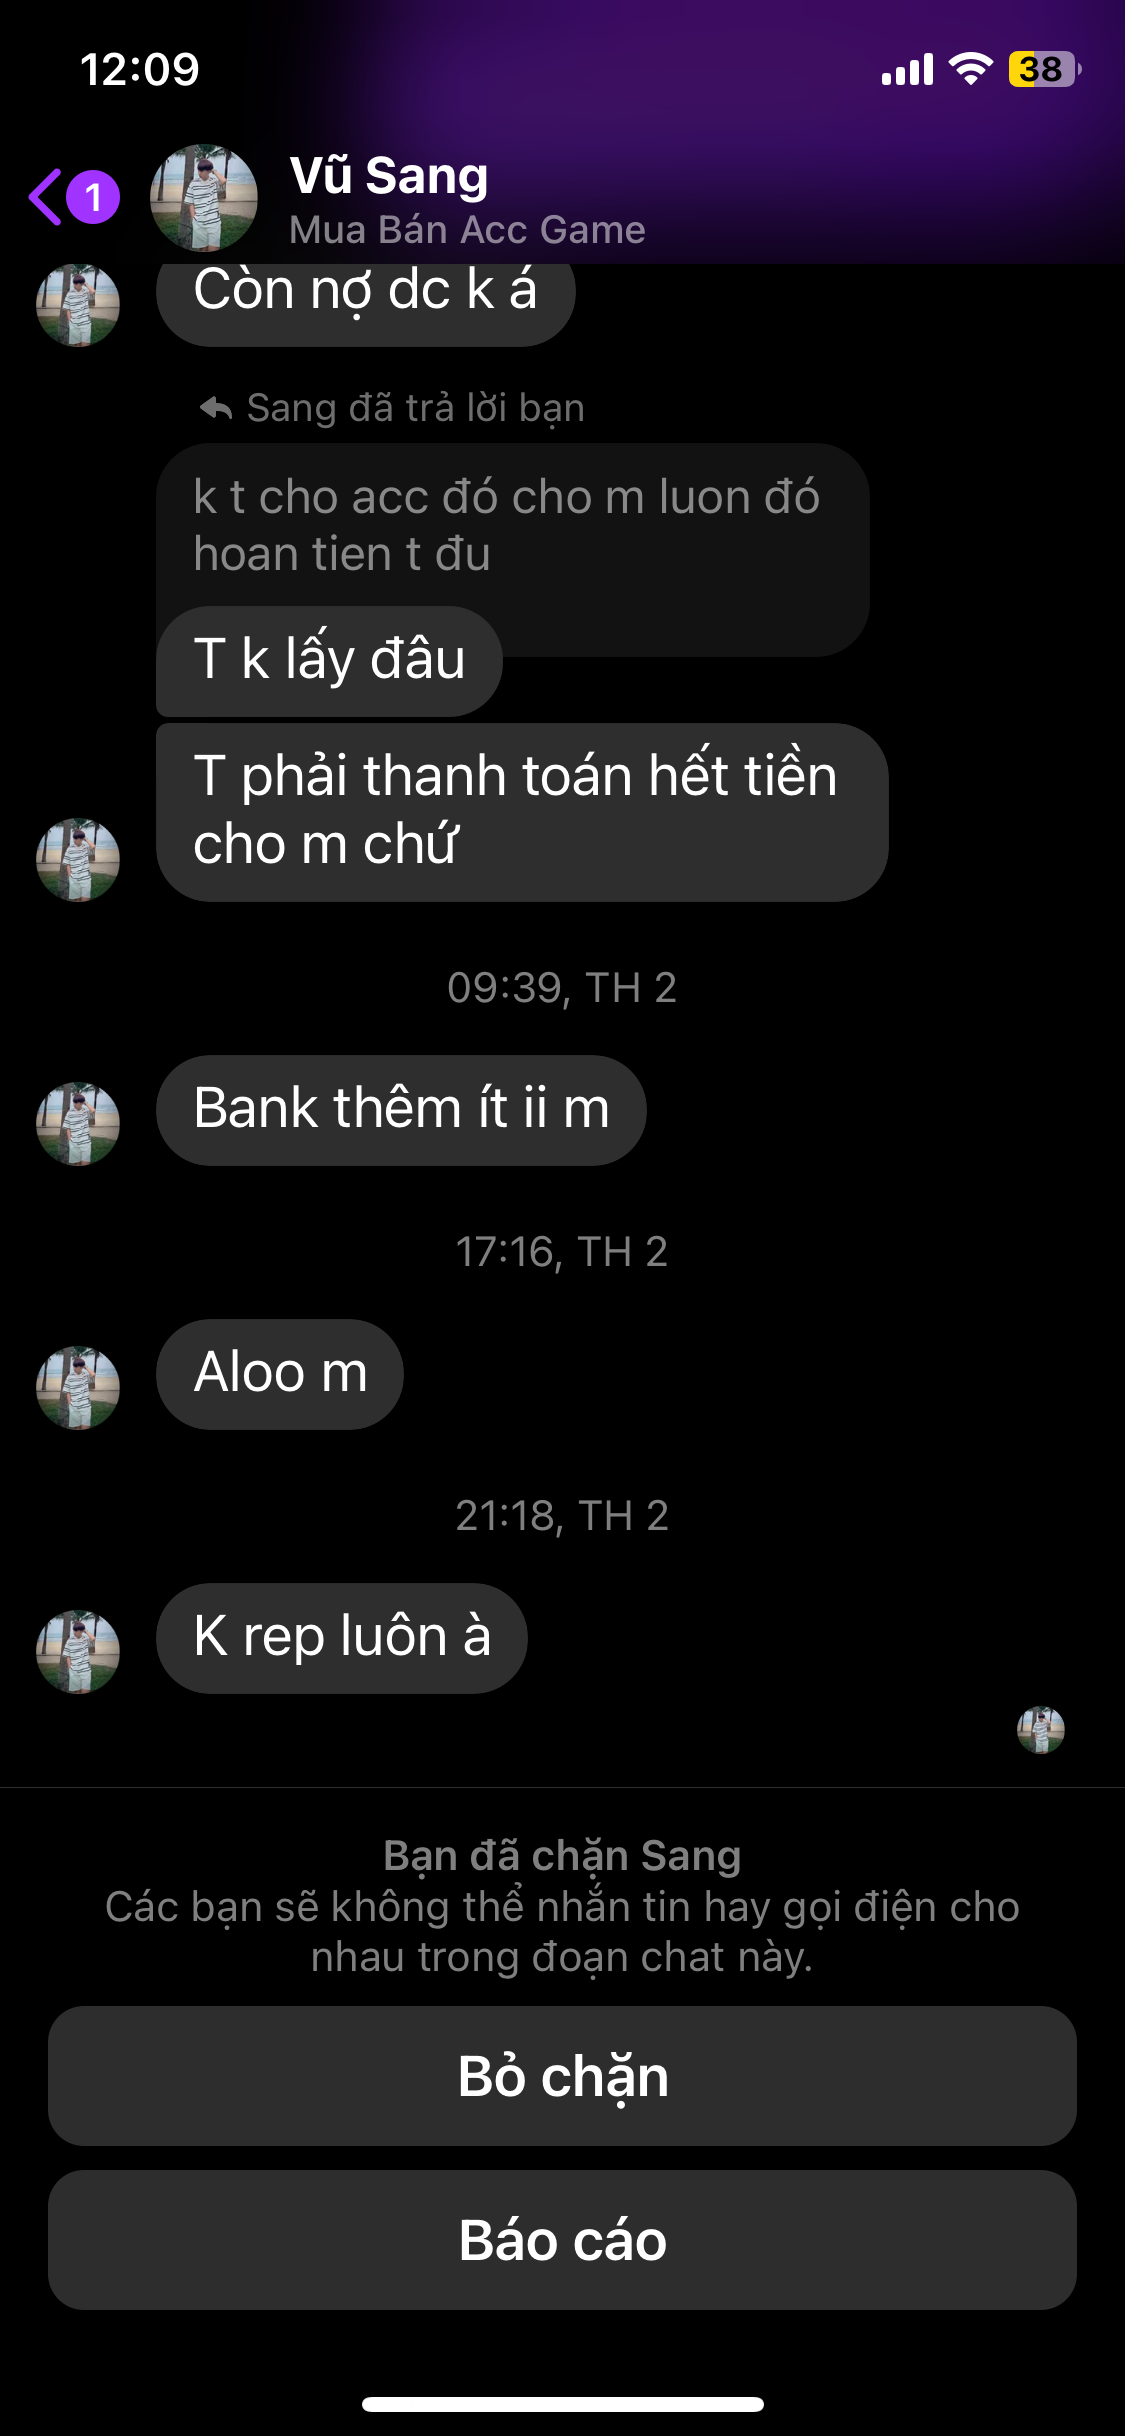 12:09
38
1
Vũ Sang
Mua Bán Acc Game
Còn nợ dc k á
Sang đã trả lời bạn
k t cho acc đó cho m luon đó
hoan tien t đu
T k lấy đâu
T phải thanh toán hết tiền
cho m chứ
09:39, TH 2
Bank thêm ít ii m
17:16, TH 2
Aloo m
21:18, TH 2
K rep luôn à
Bạn đã chặn Sang
Các bạn sẽ không thể nhắn tin hay gọi điện cho
nhau trong đoạn chat này.
Bỏ chặn
Báo cáo